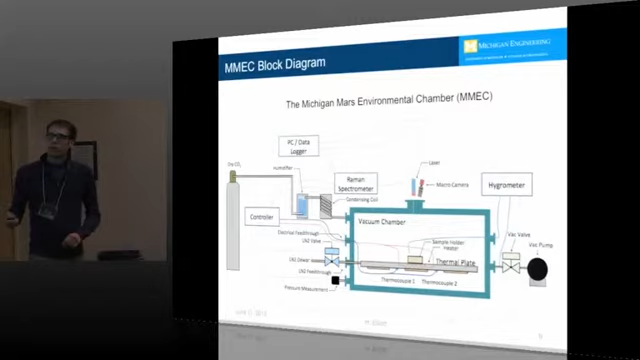 MMEC Block Diagram
MICHIGAN ENGINEERING
The Michigan Mars Environmental Chamber (MMEC)
PC / Data
Logger
Dry CO2
Humidifier
Raman
Spectrometer
Condensing Coil
Laser
Macro Camera
Hygrometer
Controller
Vacuum Chamber
Electrical Feedthrough
LN2 Valve
Sample Holder
Heater
Vac Valve
Vac Pump
LN2 Dewar
Thermal Plate
LN2 Feedthrough
Thermocouple 1
Thermocouple 2
Pressure Measurement